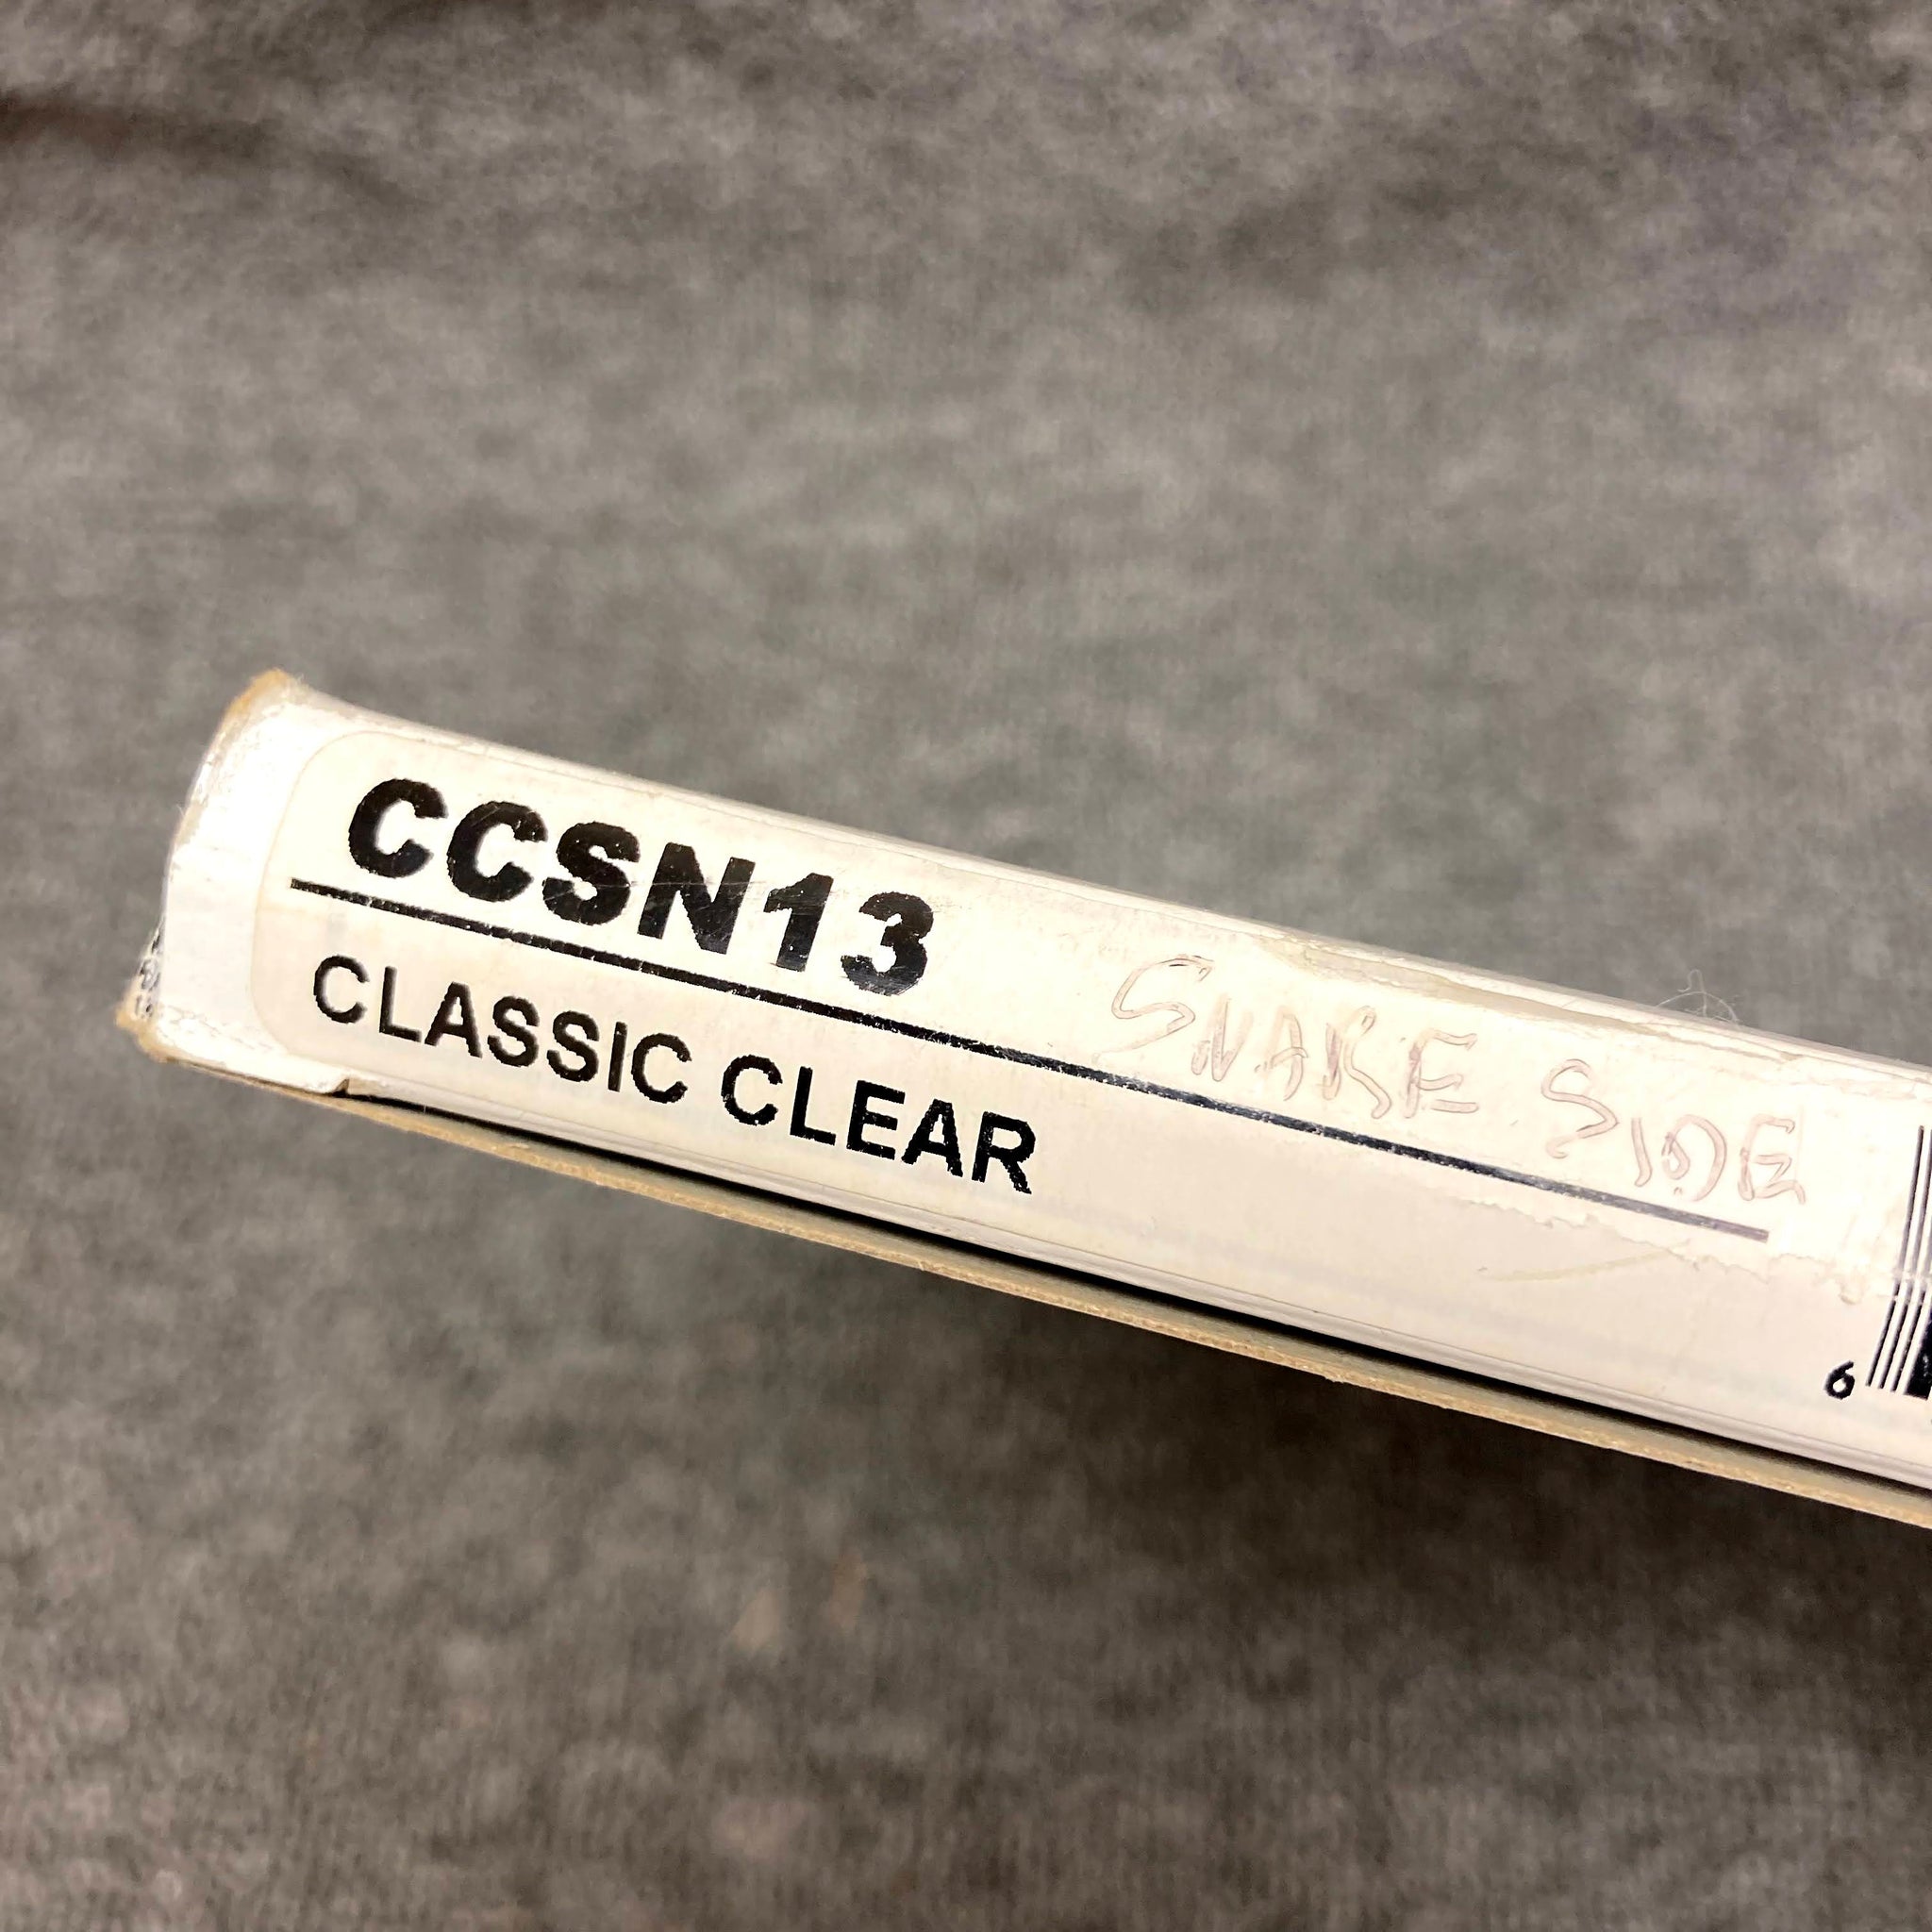 CCSN13
SNARE SIDE
CLASSIC CLEAR
6